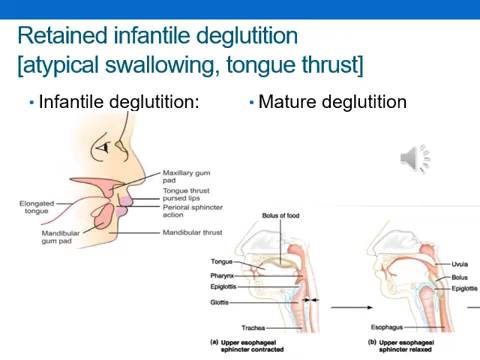 Retained infantile deglutition
[atypical swallowing, tongue thrust]
• Infantile deglutition:
• Mature deglutition
Maxillary gum
pad
Tongue thrust
pursed lips
Perioral sphincter
action
Elongated
tongue
Mandibular
gum pad
Mandibular thrust
Bolus of food
Tongue
Pharynx
Epiglottis
Glottis
Trachea
(a) Upper esophageal
sphincter contracted
Uvula
Bolus
Epiglottis
Esophagus
(b) Upper esophageal
sphincter relaxed